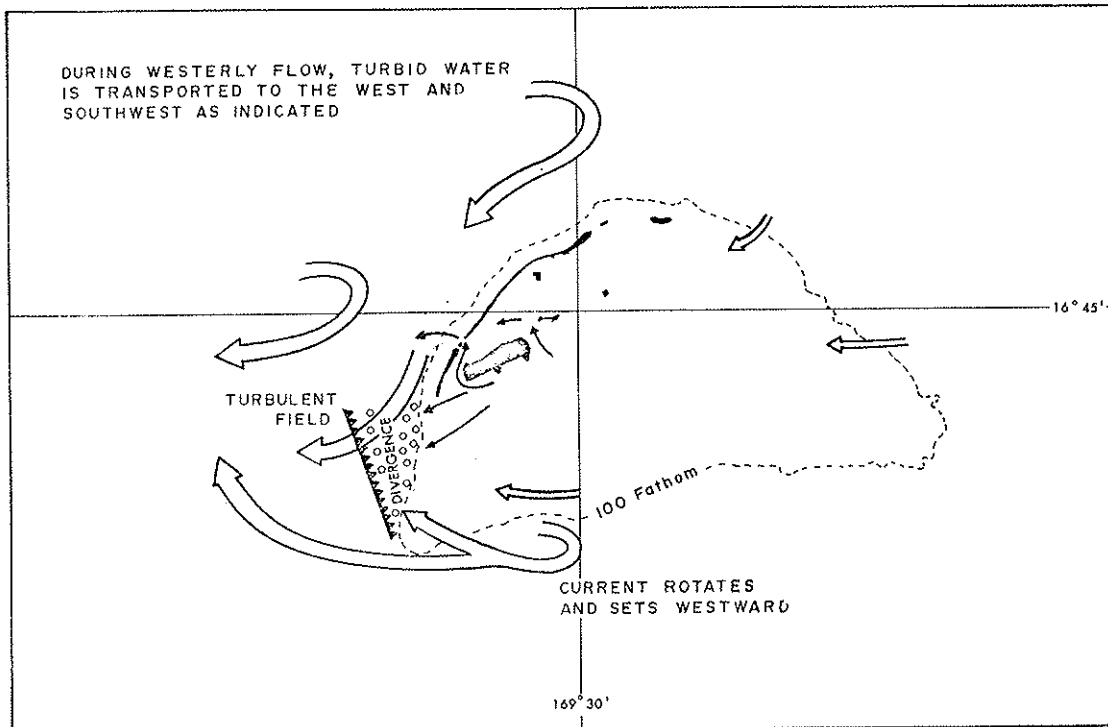 DURING WESTERLY FLOW, TURBID WATER
IS TRANSPORTED TO THE WEST AND
SOUTHWEST AS INDICATED
16°45'
TURBULENT
FIELD
DIVERGENCE
100 Fathom
CURRENT ROTATES
AND SETS WESTWARD
169°30'